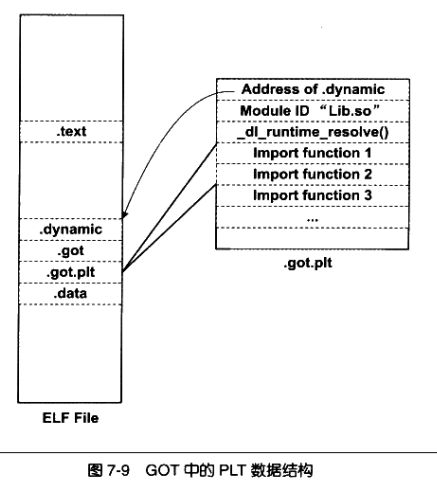 .text
.dynamic
.got
.got.plt
.data
ELF File
Address of .dynamic
Module ID “Lib.so”
_dl_runtime_resolve()
Import function 1
Import function 2
Import function 3
...
.got.plt
图 7-9 GOT 中的 PLT 数据结构